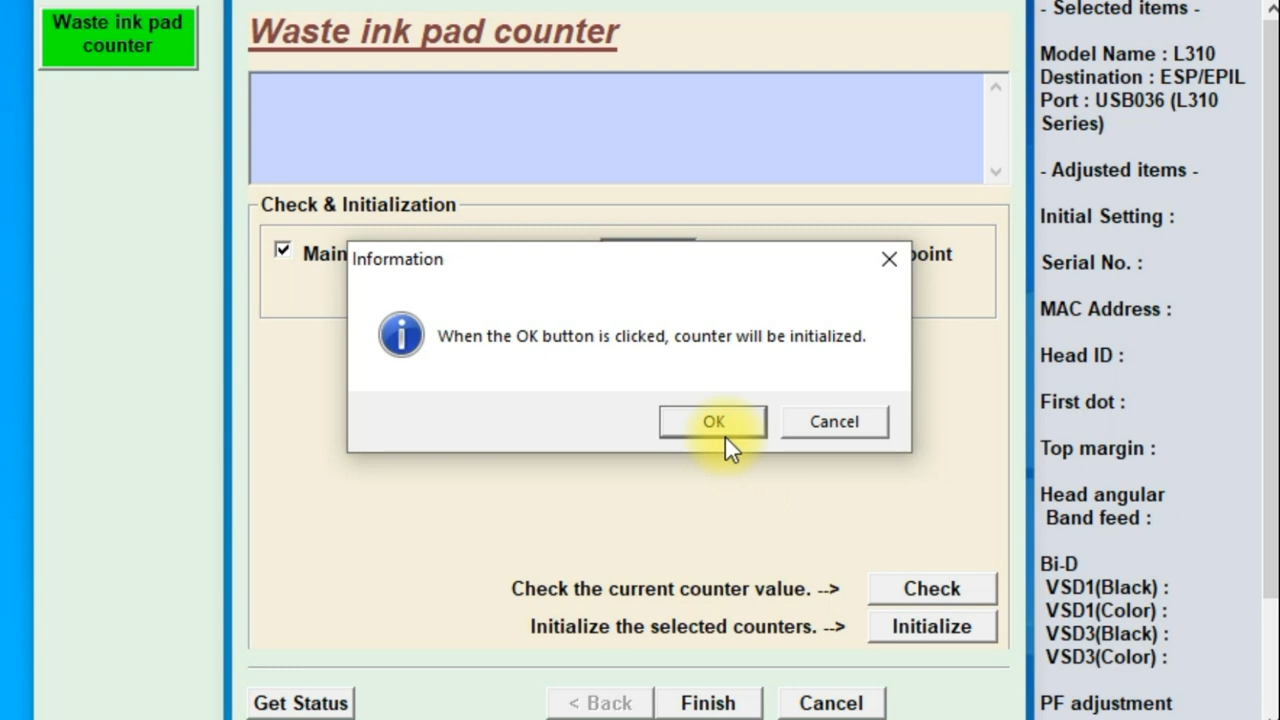 Waste ink pad
counter
Waste ink pad counter
Check & Initialization
Information
When the OK button is clicked, counter will be initialized.
OK
Cancel
Check the current counter value. -->
Check
Initialize the selected counters. -->
Initialize
Get Status
< Back
Finish
Cancel
- Selected items -
Model Name : L310
Destination : ESP/EPIL
Port : USB036 (L310
Series)
- Adjusted items -
Initial Setting :
Serial No. :
MAC Address :
Head ID :
First dot :
Top margin :
Head angular
Band feed :
Bi-D
VSD1(Black) :
VSD1(Color) :
VSD3(Black) :
VSD3(Color) :
PF adjustment